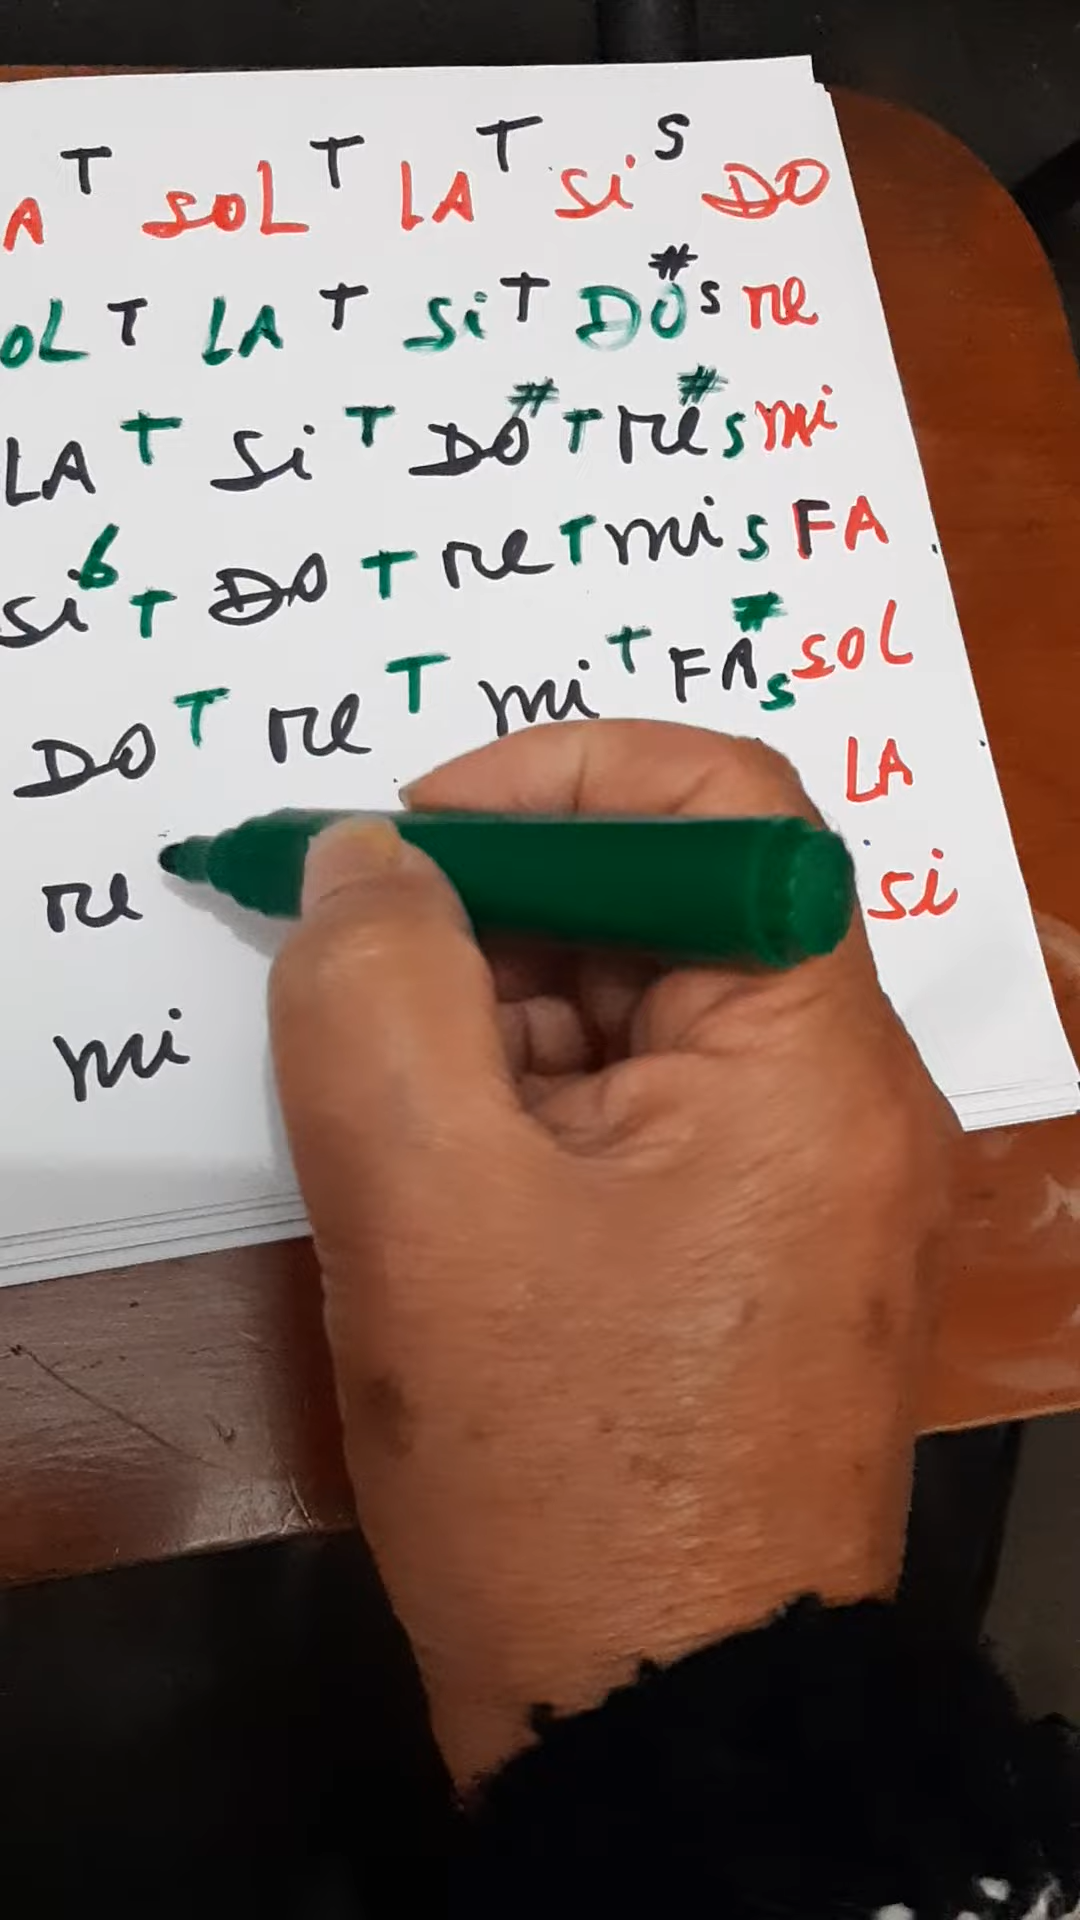 A T SOL T LA T Si S DO
OL T LA T Si T DO# S re
LA T Si T DO# T re# S mi
Sib T DO T re T mi S FA
DO T re T mi T FA# S SOL
re LA
mi Si